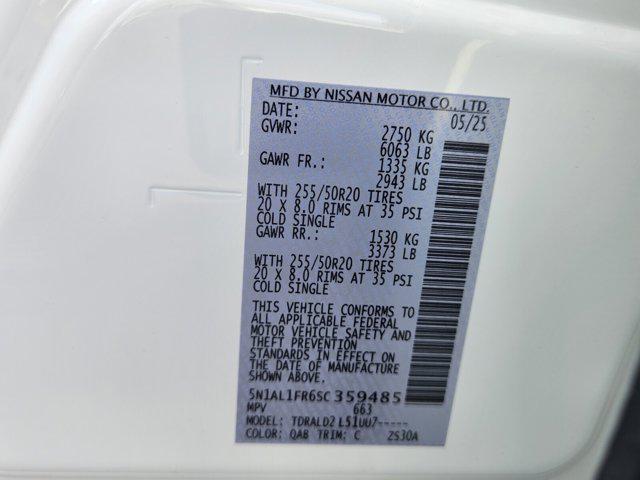 MFD BY NISSAN MOTOR CO., LTD.
DATE: 05/25
GVWR: 2750 KG
6063 LB
GAWR FR.: 1335 KG
2943 LB
WITH 255/50R20 TIRES
20 X 8.0 RIMS AT 35 PSI
COLD SINGLE
GAWR RR.: 1530 KG
3373 LB
WITH 255/50R20 TIRES
20 X 8.0 RIMS AT 35 PSI
COLD SINGLE
THIS VEHICLE CONFORMS TO
ALL APPLICABLE FEDERAL
MOTOR VEHICLE SAFETY AND
THEFT PREVENTION
STANDARDS IN EFFECT ON
THE DATE OF MANUFACTURE
SHOWN ABOVE.
5N1AL1FR6SC 359485
MPV 663
MODEL: TDRALD2 L51UU7-----
COLOR: QAB TRIM: C ZS30A